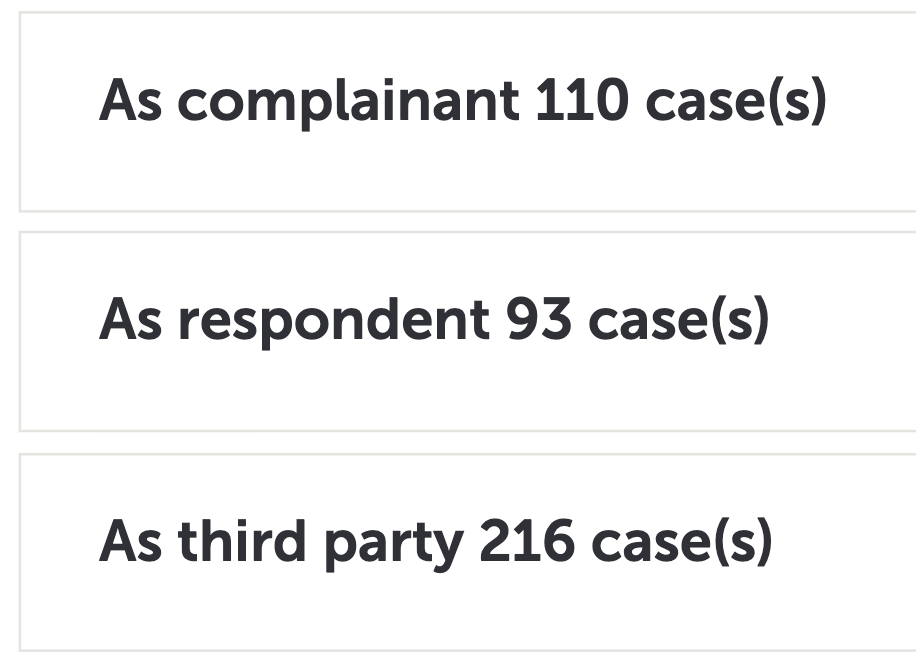 As complainant 110 case(s)
As respondent 93 case(s)
As third party 216 case(s)